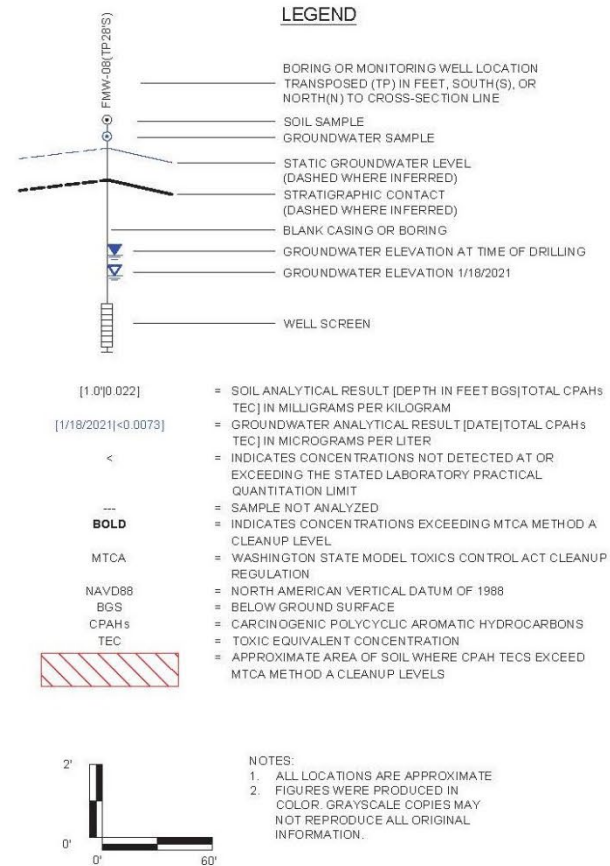 LEGEND
FMW-08(TP28'S)
BORING OR MONITORING WELL LOCATION
TRANSPOSED (TP) IN FEET, SOUTH(S), OR
NORTH(N) TO CROSS-SECTION LINE
SOIL SAMPLE
GROUNDWATER SAMPLE
STATIC GROUNDWATER LEVEL
(DASHED WHERE INFERRED)
STRATIGRAPHIC CONTACT
(DASHED WHERE INFERRED)
BLANK CASING OR BORING
GROUNDWATER ELEVATION AT TIME OF DRILLING
GROUNDWATER ELEVATION 1/18/2021
WELL SCREEN
[1.0'|0.022] = SOIL ANALYTICAL RESULT [DEPTH IN FEET BGS|TOTAL CPAHs
TEC] IN MILLIGRAMS PER KILOGRAM
[1/18/2021|<0.0073] = GROUNDWATER ANALYTICAL RESULT [DATE|TOTAL CPAHs
TEC] IN MICROGRAMS PER LITER
< = INDICATES CONCENTRATIONS NOT DETECTED AT OR
EXCEEDING THE STATED LABORATORY PRACTICAL
QUANTITATION LIMIT
--- = SAMPLE NOT ANALYZED
BOLD = INDICATES CONCENTRATIONS EXCEEDING MTCA METHOD A
CLEANUP LEVEL
MTCA = WASHINGTON STATE MODEL TOXICS CONTROL ACT CLEANUP
REGULATION
NAVD88 = NORTH AMERICAN VERTICAL DATUM OF 1988
BGS = BELOW GROUND SURFACE
CPAHs = CARCINOGENIC POLYCYCLIC AROMATIC HYDROCARBONS
TEC = TOXIC EQUIVALENT CONCENTRATION
= APPROXIMATE AREA OF SOIL WHERE CPAH TECS EXCEED
MTCA METHOD A CLEANUP LEVELS
2'
0'
0' 60'
NOTES:
1. ALL LOCATIONS ARE APPROXIMATE
2. FIGURES WERE PRODUCED IN
COLOR. GRAYSCALE COPIES MAY
NOT REPRODUCE ALL ORIGINAL
INFORMATION.